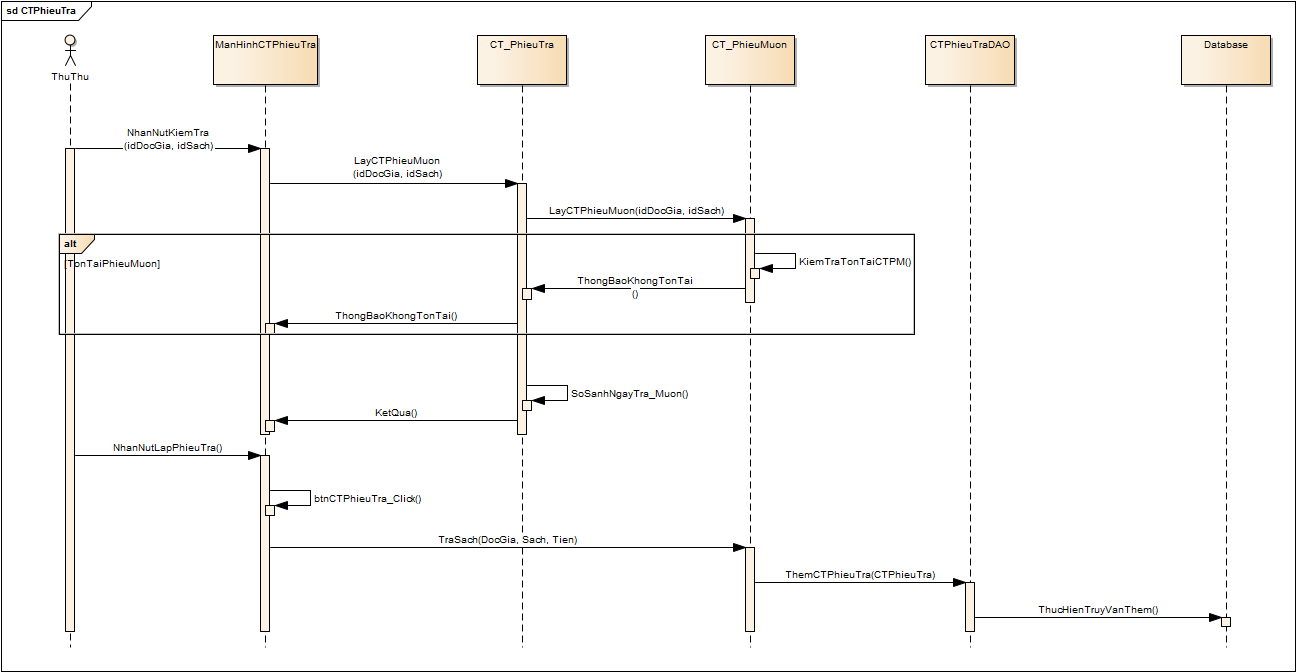 sd CTPhieuTra
ThuThu
ManHinhCTPhieuTra
CT_PhieuTra
CT_PhieuMuon
CTPhieuTraDAO
Database
NhanNutKiemTra
(idDocGia, idSach)
LayCTPhieuMuon
(idDocGia, idSach)
LayCTPhieuMuon(idDocGia, idSach)
alt
[TonTaiPhieuMuon]
KiemTraTonTaiCTPM()
ThongBaoKhongTonTai
()
ThongBaoKhongTonTai()
SoSanhNgayTra_Muon()
KetQua()
NhanNutLapPhieuTra()
btnCTPhieuTra_Click()
TraSach(DocGia, Sach, Tien)
ThemCTPhieuTra(CTPhieuTra)
ThucHienTruyVanThem()